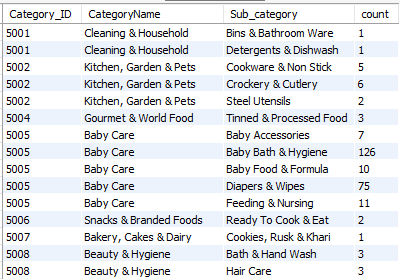 Category_ID CategoryName Sub_category count
5001 Cleaning & Household Bins & Bathroom Ware 1
5001 Cleaning & Household Detergents & Dishwash 1
5002 Kitchen, Garden & Pets Cookware & Non Stick 5
5002 Kitchen, Garden & Pets Crockery & Cutlery 6
5002 Kitchen, Garden & Pets Steel Utensils 2
5004 Gourmet & World Food Tinned & Processed Food 3
5005 Baby Care Baby Accessories 7
5005 Baby Care Baby Bath & Hygiene 126
5005 Baby Care Baby Food & Formula 10
5005 Baby Care Diapers & Wipes 75
5005 Baby Care Feeding & Nursing 11
5006 Snacks & Branded Foods Ready To Cook & Eat 2
5007 Bakery, Cakes & Dairy Cookies, Rusk & Khari 1
5008 Beauty & Hygiene Bath & Hand Wash 3
5008 Beauty & Hygiene Hair Care 3